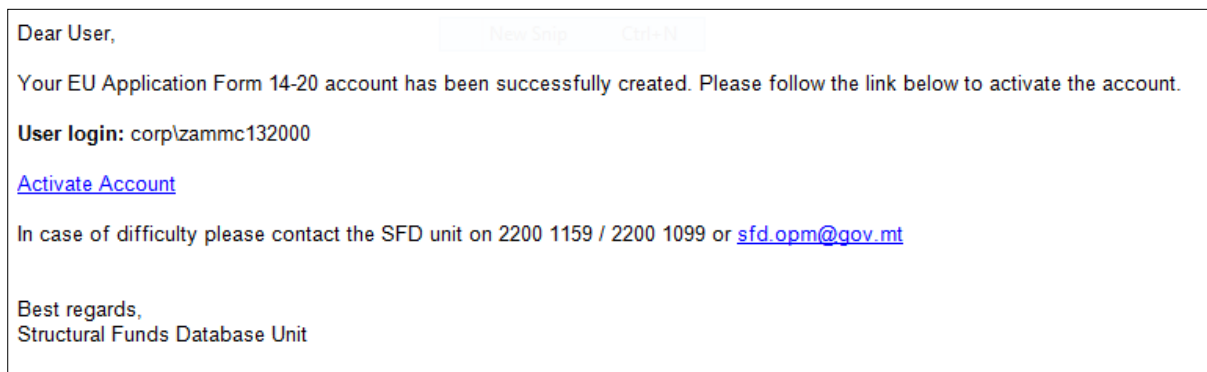 New Snip Ctrl+N
Dear User,
Your EU Application Form 14-20 account has been successfully created. Please follow the link below to activate the account.
User login: corp\zammc132000
Activate Account
In case of difficulty please contact the SFD unit on 2200 1159 / 2200 1099 or sfd.opm@gov.mt
Best regards,
Structural Funds Database Unit